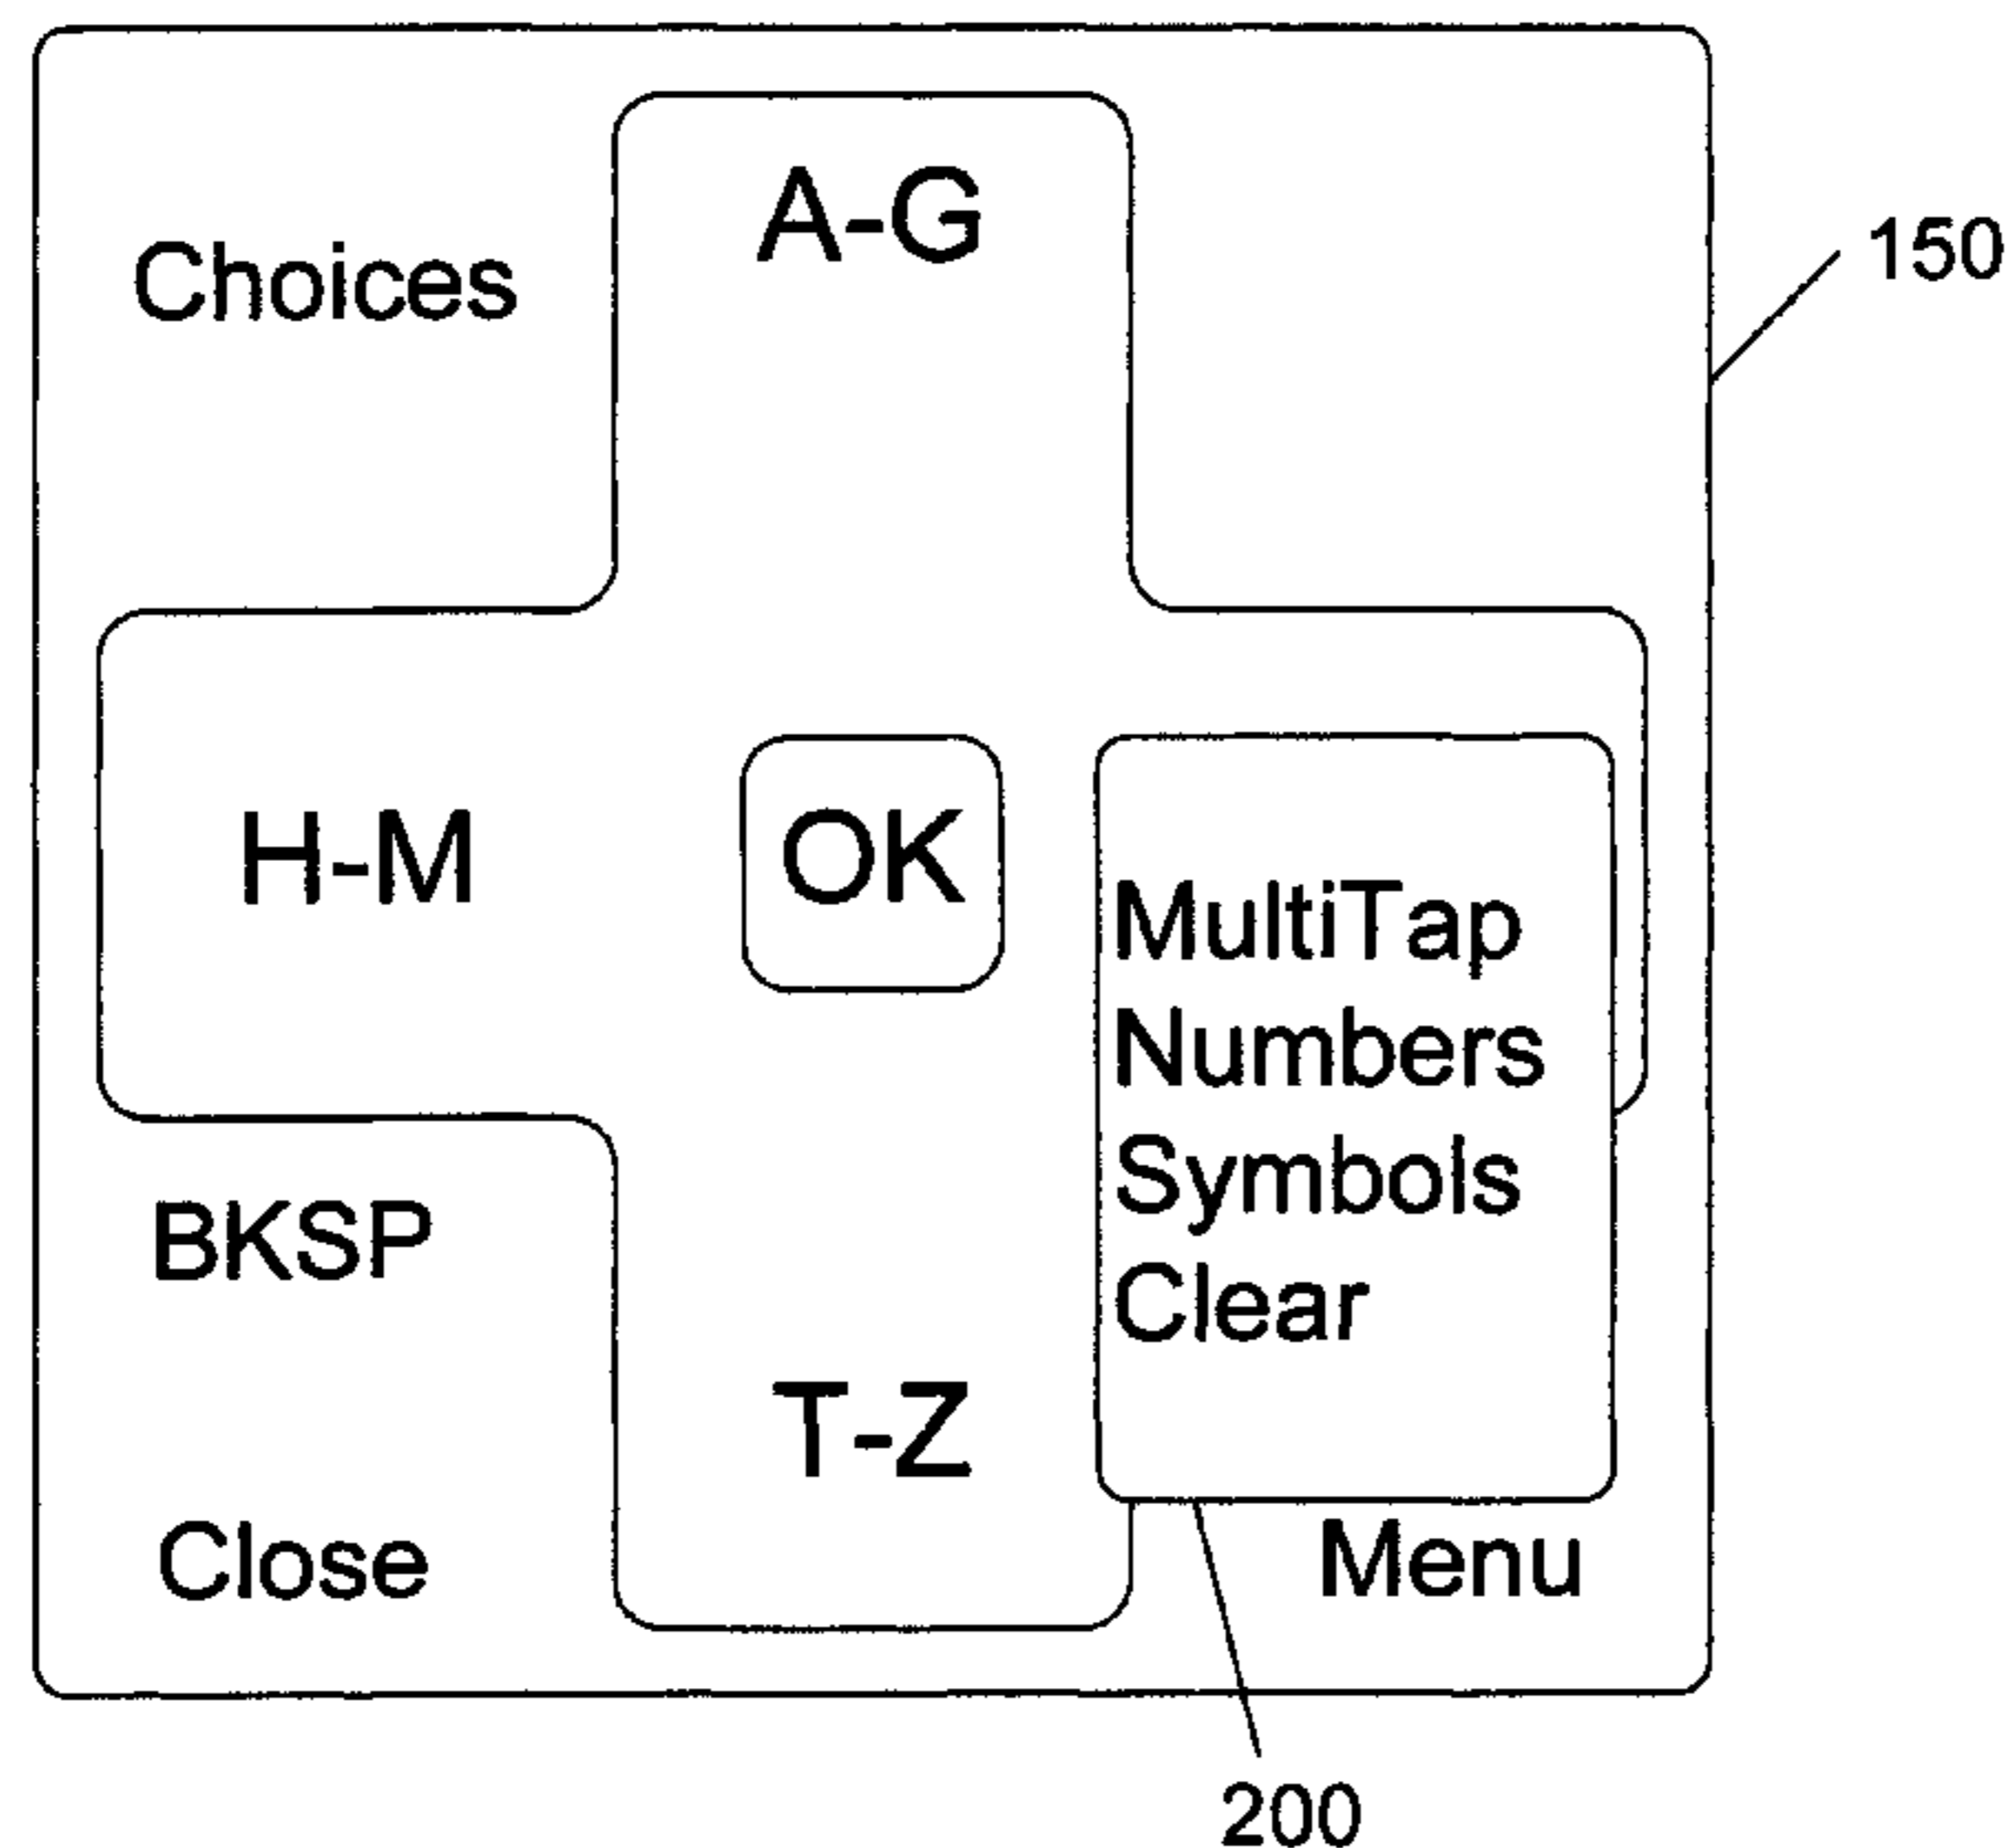 A-G
Choices
150
H-M
OK
MultiTap
Numbers
Symbols
Clear
BKSP
T-Z
Close
Menu
200